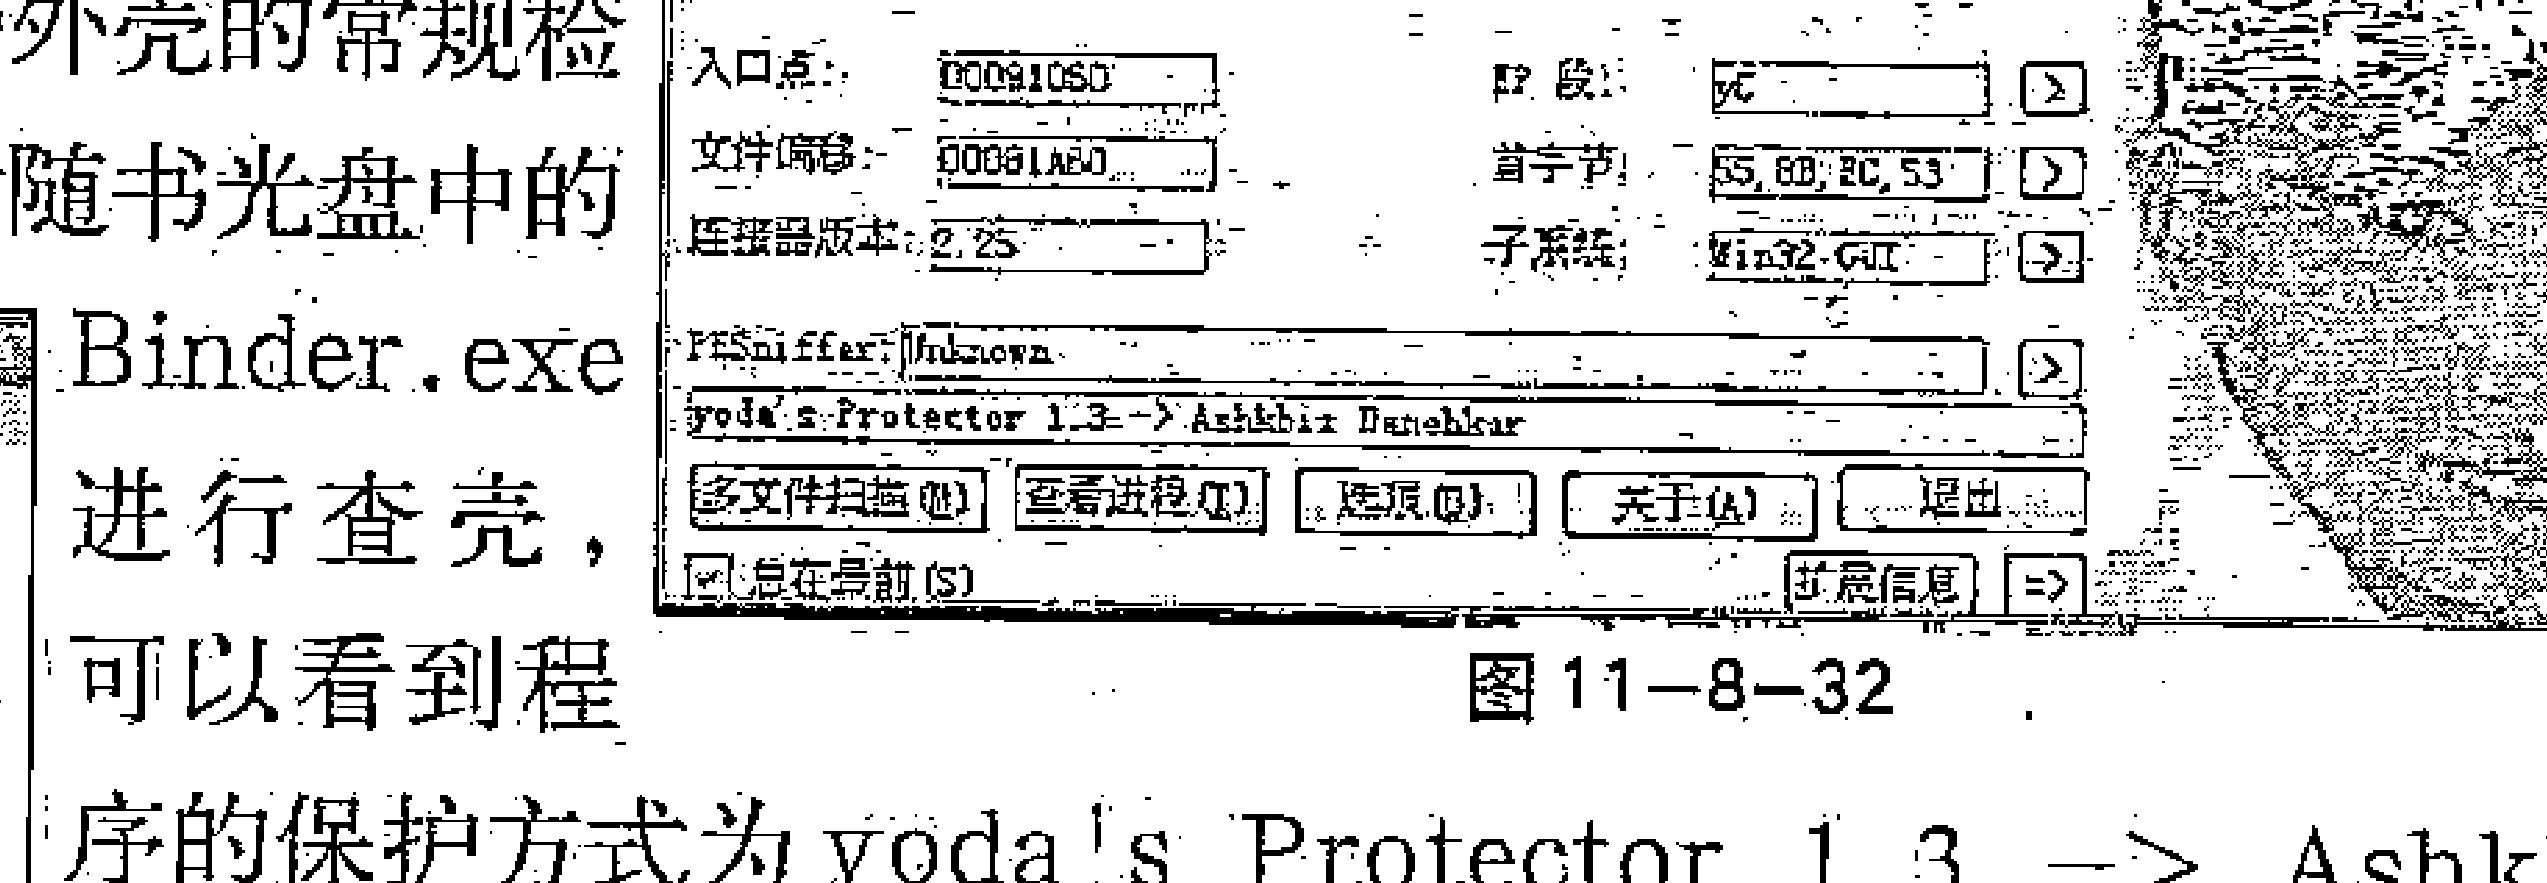 外壳的常规检
随书光盘中的
Binder.exe
进行查壳，
可以看到程
序的保护方式为yoda's Protector 1.3 —> Ashk
入口点: EP 段: yC >
文件偏移: 首字节: 55,8B,EC,53 >
连接器版本: 2.25 子系统: Win32 GUI >
PESniffer: Unknown >
yoda's Protector 1.3 --> Ashkbiz Danehkar
多文件扫描(M) 查看进程(T) 选项(O) 关于(A) 退出
总在最前(S) 扩展信息 =>
图 11—8—32